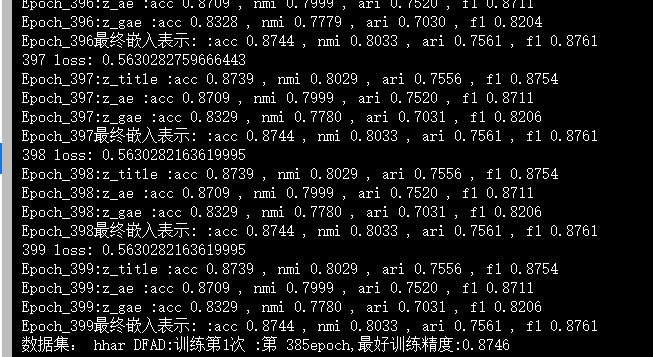 Epoch_396:z_ae :acc 0.8709 , nmi 0.7999 , ari 0.7520 , f1 0.8711
Epoch_396:z_gae :acc 0.8328 , nmi 0.7779 , ari 0.7030 , f1 0.8204
Epoch_396最终嵌入表示: :acc 0.8744 , nmi 0.8033 , ari 0.7561 , f1 0.8761
397 loss: 0.5630282759666443
Epoch_397:z_title :acc 0.8739 , nmi 0.8029 , ari 0.7556 , f1 0.8754
Epoch_397:z_ae :acc 0.8709 , nmi 0.7999 , ari 0.7520 , f1 0.8711
Epoch_397:z_gae :acc 0.8329 , nmi 0.7780 , ari 0.7031 , f1 0.8206
Epoch_397最终嵌入表示: :acc 0.8744 , nmi 0.8033 , ari 0.7561 , f1 0.8761
398 loss: 0.5630282163619995
Epoch_398:z_title :acc 0.8739 , nmi 0.8029 , ari 0.7556 , f1 0.8754
Epoch_398:z_ae :acc 0.8709 , nmi 0.7999 , ari 0.7520 , f1 0.8711
Epoch_398:z_gae :acc 0.8329 , nmi 0.7780 , ari 0.7031 , f1 0.8206
Epoch_398最终嵌入表示: :acc 0.8744 , nmi 0.8033 , ari 0.7561 , f1 0.8761
399 loss: 0.5630282163619995
Epoch_399:z_title :acc 0.8739 , nmi 0.8029 , ari 0.7556 , f1 0.8754
Epoch_399:z_ae :acc 0.8709 , nmi 0.7999 , ari 0.7520 , f1 0.8711
Epoch_399:z_gae :acc 0.8329 , nmi 0.7780 , ari 0.7031 , f1 0.8206
Epoch_399最终嵌入表示: :acc 0.8744 , nmi 0.8033 , ari 0.7561 , f1 0.8761
数据集： hhar DFAD:训练第1次 :第 385epoch,最好训练精度:0.8746